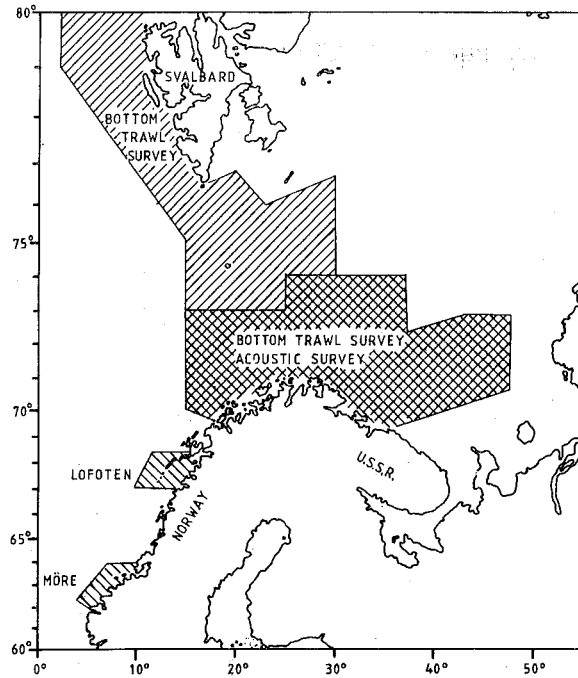 80°
SVALBARD
BOTTOM
TRAWL
SURVEY
75°
BOTTOM TRAWL SURVEY
ACOUSTIC SURVEY
70°
LOFOTEN
U.S.S.R.
NORWAY
65°
MÖRE
60°
0° 10° 20° 30° 40° 50°